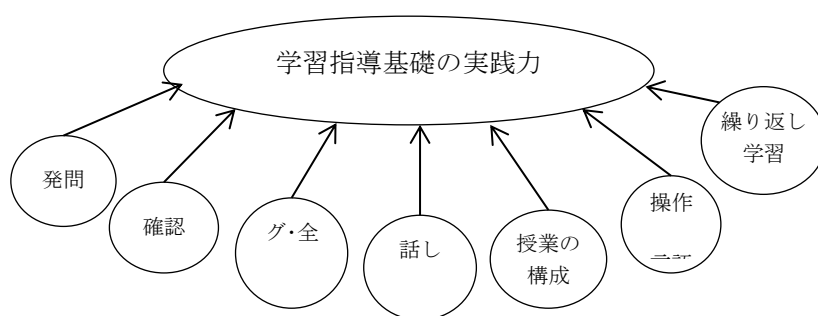 学習指導基礎の実践力
発問
確認
グ・全
話し
授業の
構成
操作
繰り返し
学習